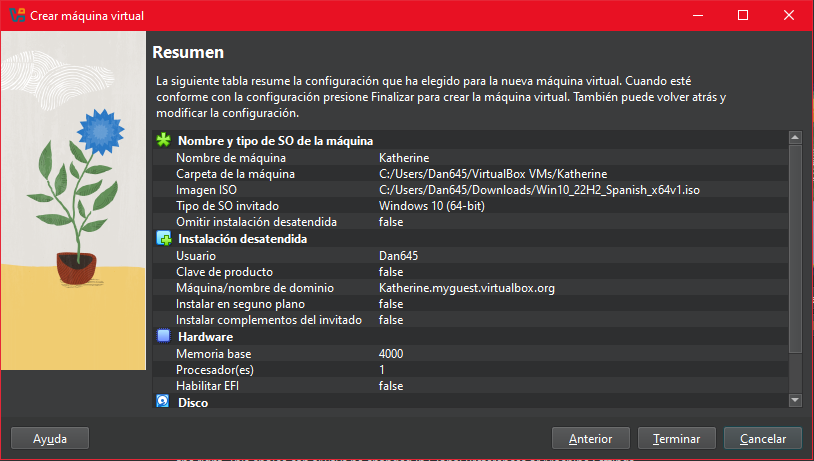 Crear máquina virtual
Resumen
La siguiente tabla resume la configuración que ha elegido para la nueva máquina virtual. Cuando esté
conforme con la configuración presione Finalizar para crear la máquina virtual. También puede volver atrás y
modificar la configuración.
Nombre y tipo de SO de la máquina
Nombre de máquina Katherine
Carpeta de la máquina C:/Users/Dan645/VirtualBox VMs/Katherine
Imagen ISO C:/Users/Dan645/Downloads/Win10_22H2_Spanish_x64v1.iso
Tipo de SO invitado Windows 10 (64-bit)
Omitir instalación desatendida false
Instalación desatendida
Usuario Dan645
Clave de producto false
Máquina/nombre de dominio Katherine.myguest.virtualbox.org
Instalar en seguno plano false
Instalar complementos del invitado false
Hardware
Memoria base 4000
Procesador(es) 1
Habilitar EFI false
Disco
Ayuda Anterior Terminar Cancelar